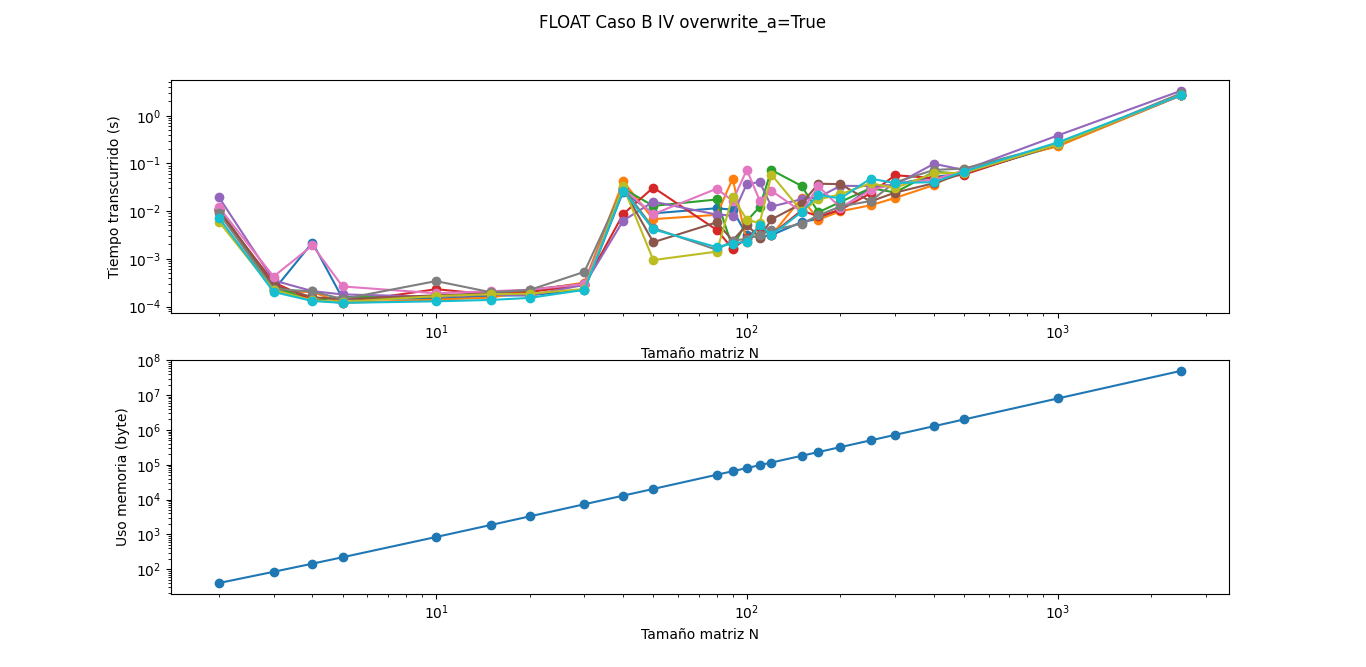 FLOAT Caso B IV overwrite_a=True
Tiempo transcurrido (s)
10⁰
10⁻¹
10⁻²
10⁻³
10⁻⁴
10¹ 10² 10³
Tamaño matriz N
Uso memoria (byte)
10⁸
10⁷
10⁶
10⁵
10⁴
10³
10²
10¹ 10² 10³
Tamaño matriz N